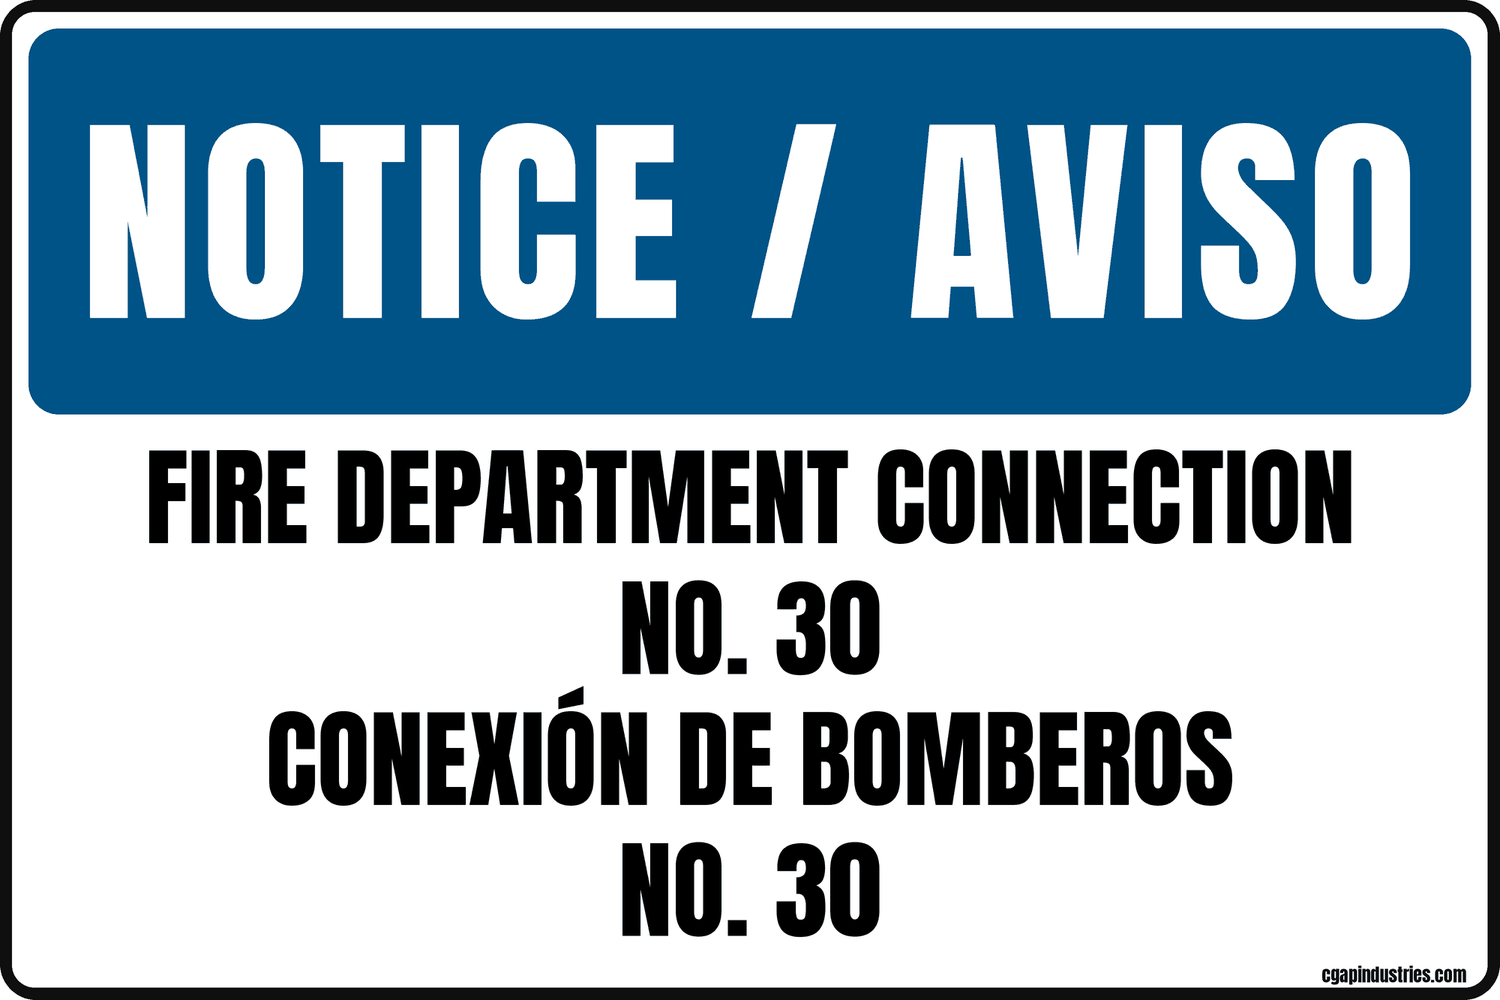 NOTICE / AVISO
FIRE DEPARTMENT CONNECTION
NO. 30
CONEXIÓN DE BOMBEROS
NO. 30
cgapindustries.com